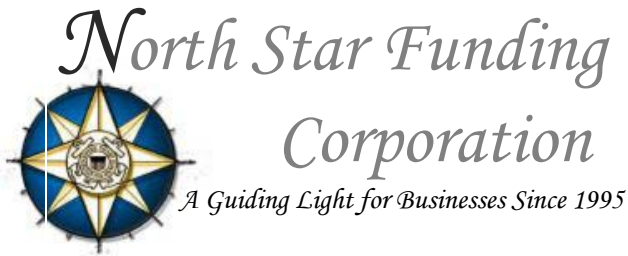 North Star Funding
Corporation
A Guiding Light for Businesses Since 1995